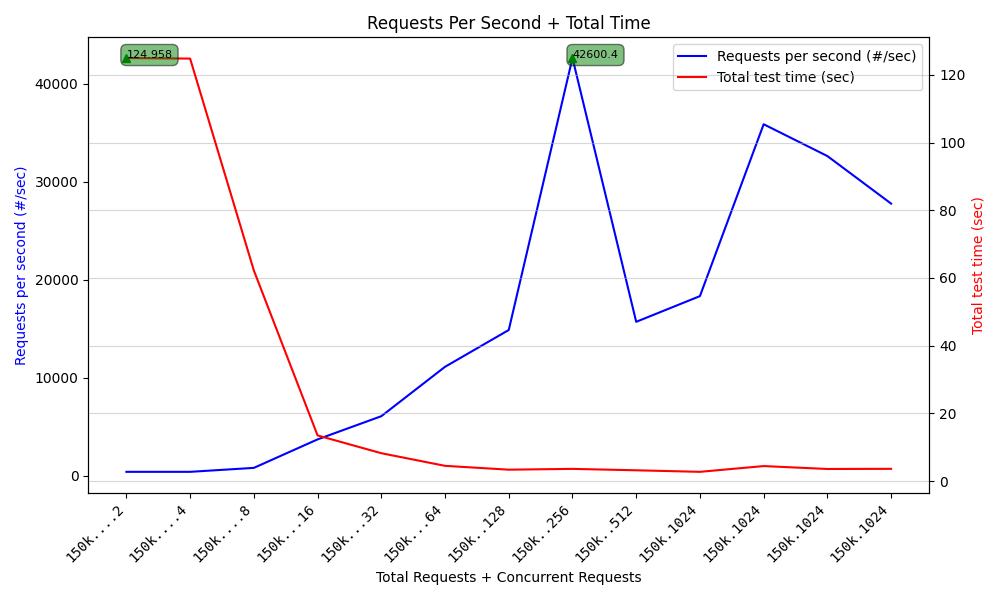 Requests Per Second + Total Time
124.958
42600.4
Requests per second (#/sec)
Total test time (sec)
40000
30000
20000
10000
0
Requests per second (#/sec)
120
100
80
60
40
20
0
Total test time (sec)
150k....2
150k....4
150k....8
150k...16
150k...32
150k...64
150k..128
150k..256
150k..512
150k.1024
150k.1024
150k.1024
150k.1024
Total Requests + Concurrent Requests